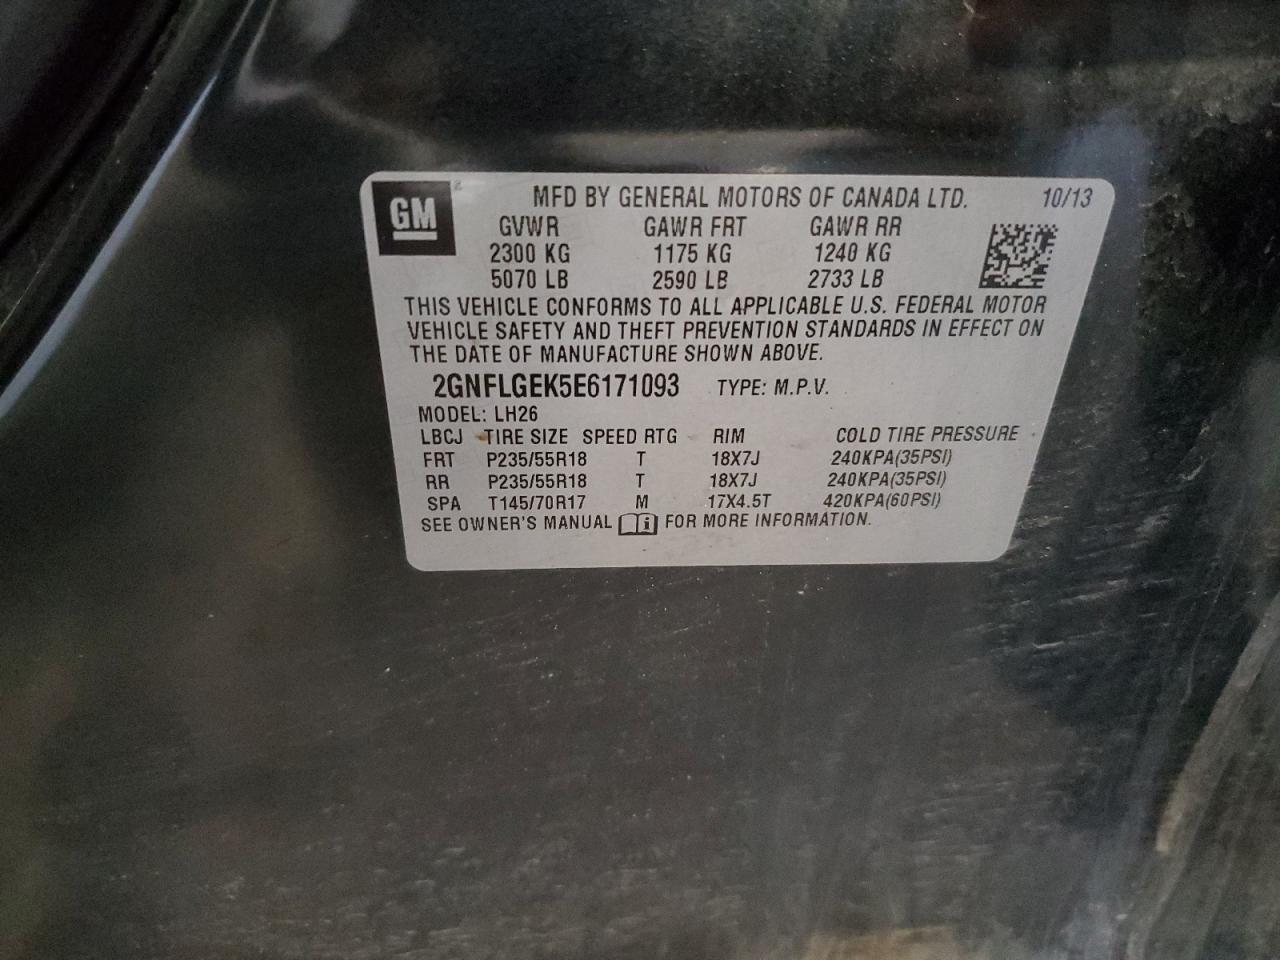 GM
MFD BY GENERAL MOTORS OF CANADA LTD. 10/13
GVWR GAWR FRT GAWR RR
2300 KG 1175 KG 1240 KG
5070 LB 2590 LB 2733 LB
THIS VEHICLE CONFORMS TO ALL APPLICABLE U.S. FEDERAL MOTOR
VEHICLE SAFETY AND THEFT PREVENTION STANDARDS IN EFFECT ON
THE DATE OF MANUFACTURE SHOWN ABOVE.
2GNFLGEK5E6171093 TYPE: M.P.V.
MODEL: LH26
LBCJ TIRE SIZE SPEED RTG RIM COLD TIRE PRESSURE
FRT P235/55R18 T 18X7J 240KPA(35PSI)
RR P235/55R18 T 18X7J 240KPA(35PSI)
SPA T145/70R17 M 17X4.5T 420KPA(60PSI)
SEE OWNER'S MANUAL i FOR MORE INFORMATION.